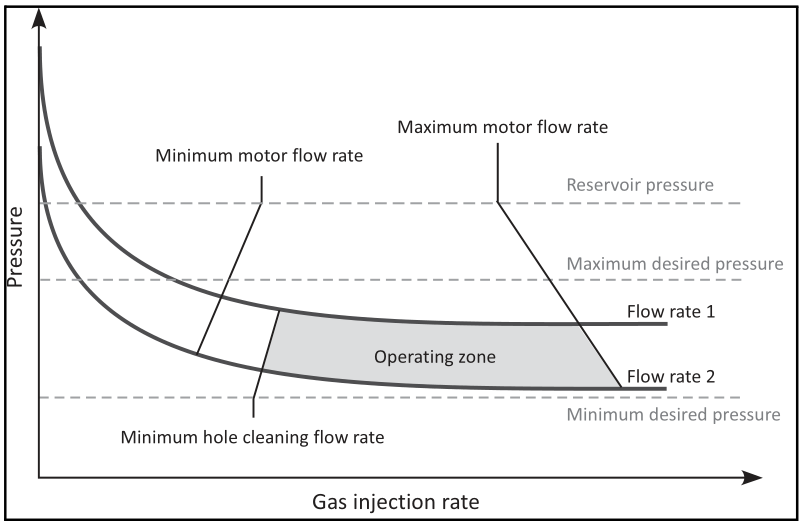 Maximum motor flow rate
Minimum motor flow rate
Reservoir pressure
Pressure
Maximum desired pressure
Flow rate 1
Operating zone
Flow rate 2
Minimum desired pressure
Minimum hole cleaning flow rate
Gas injection rate